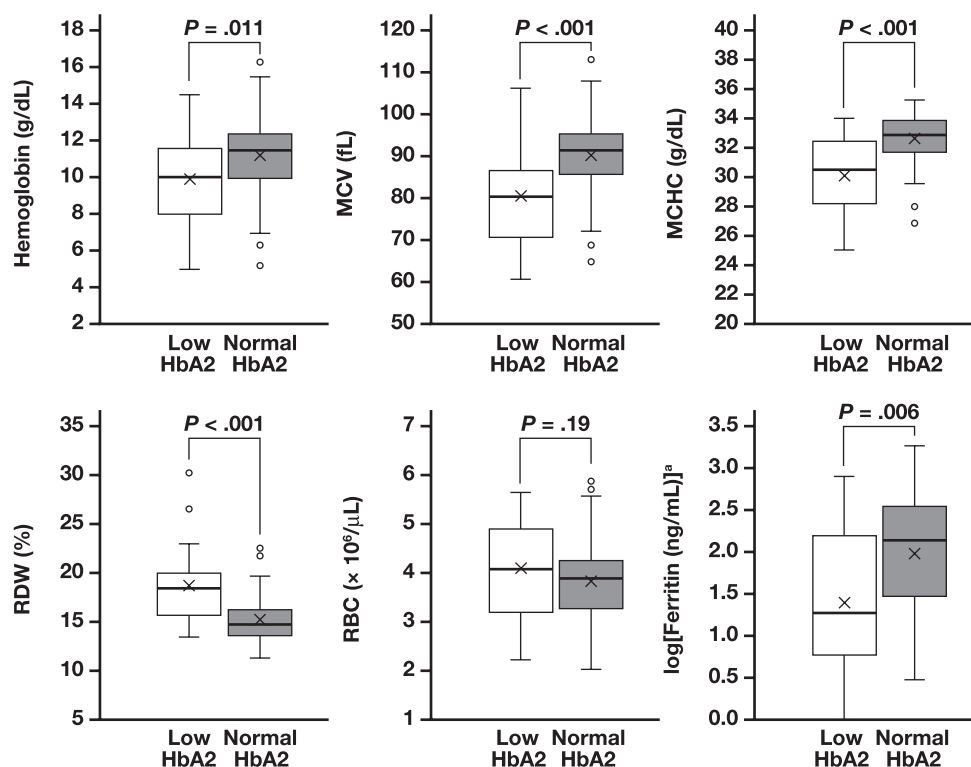 P = .011
Hemoglobin (g/dL)
18
16
14
12
10
8
6
4
2
Low HbA2
Normal HbA2
P < .001
MCV (fL)
120
110
100
90
80
70
60
50
Low HbA2
Normal HbA2
P < .001
MCHC (g/dL)
40
38
36
34
32
30
28
26
24
22
20
Low HbA2
Normal HbA2
P < .001
RDW (%)
35
30
25
20
15
10
5
Low HbA2
Normal HbA2
P = .19
RBC (× 10⁶/μL)
7
6
5
4
3
2
1
Low HbA2
Normal HbA2
P = .006
log[Ferritin (ng/mL)]ᵃ
3.5
3.0
2.5
2.0
1.5
1.0
0.5
0.0
Low HbA2
Normal HbA2